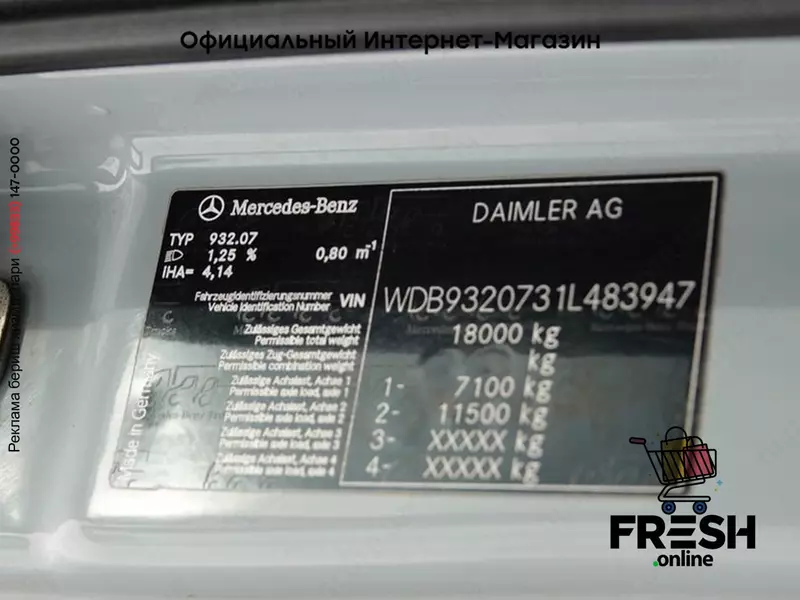 Официальный Интернет-Магазин
147-0000
Реклама бериш
Mercedes-Benz
DAIMLER AG
TYP 932.07
1,25 % 0,80 m⁻¹
IHA= 4,14
Fahrzeugidentifizierungsnummer
Vehicle Identification Number
VIN WDB9320731L483947
Zulässiges Gesamtgewicht
Permissible total weight
18000 kg
Zulässiges Zug-Gesamtgewicht
Permissible combination weight
kg
Zulässige Achslast, Achse 1
Permissible axle load, axle 1
1- 7100 kg
Zulässige Achslast, Achse 2
Permissible axle load, axle 2
2- 11500 kg
Zulässige Achslast, Achse 3
Permissible axle load, axle 3
3- XXXXX kg
Zulässige Achslast, Achse 4
Permissible axle load, axle 4
4- XXXXX kg
Made in Germany
FRESH
.online